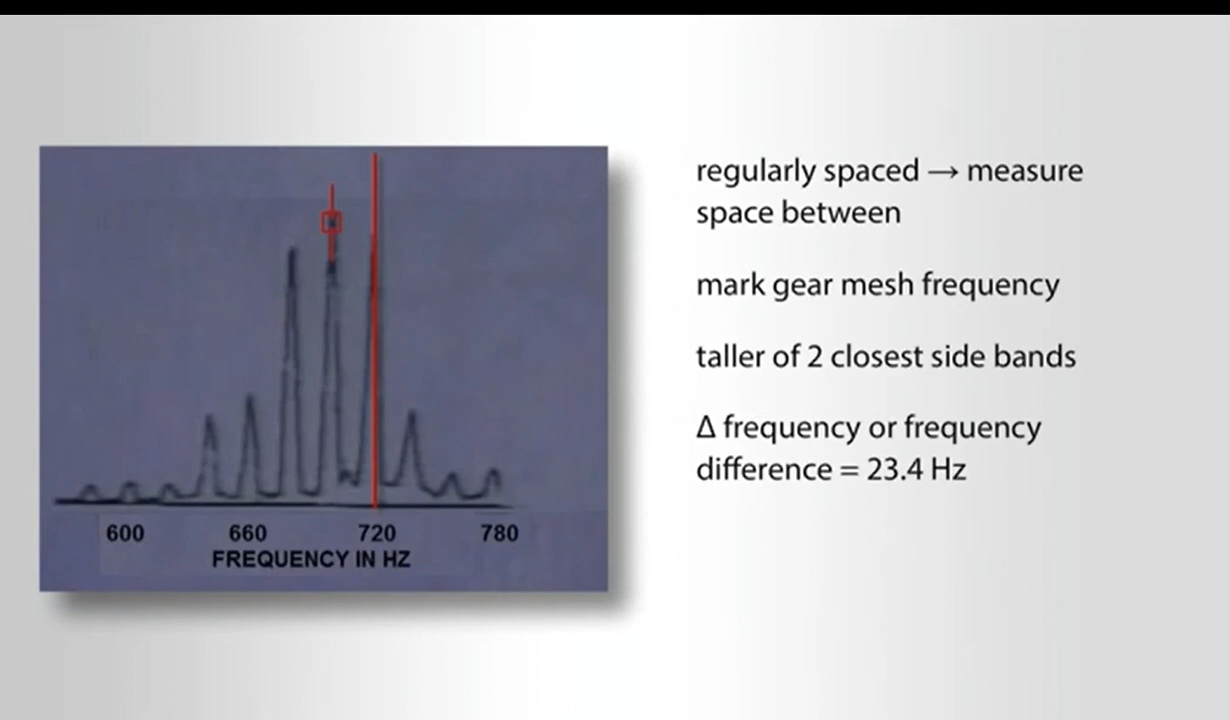 regularly spaced → measure
space between
mark gear mesh frequency
taller of 2 closest side bands
Δ frequency or frequency
difference = 23.4 Hz
600 660 720 780
FREQUENCY IN HZ